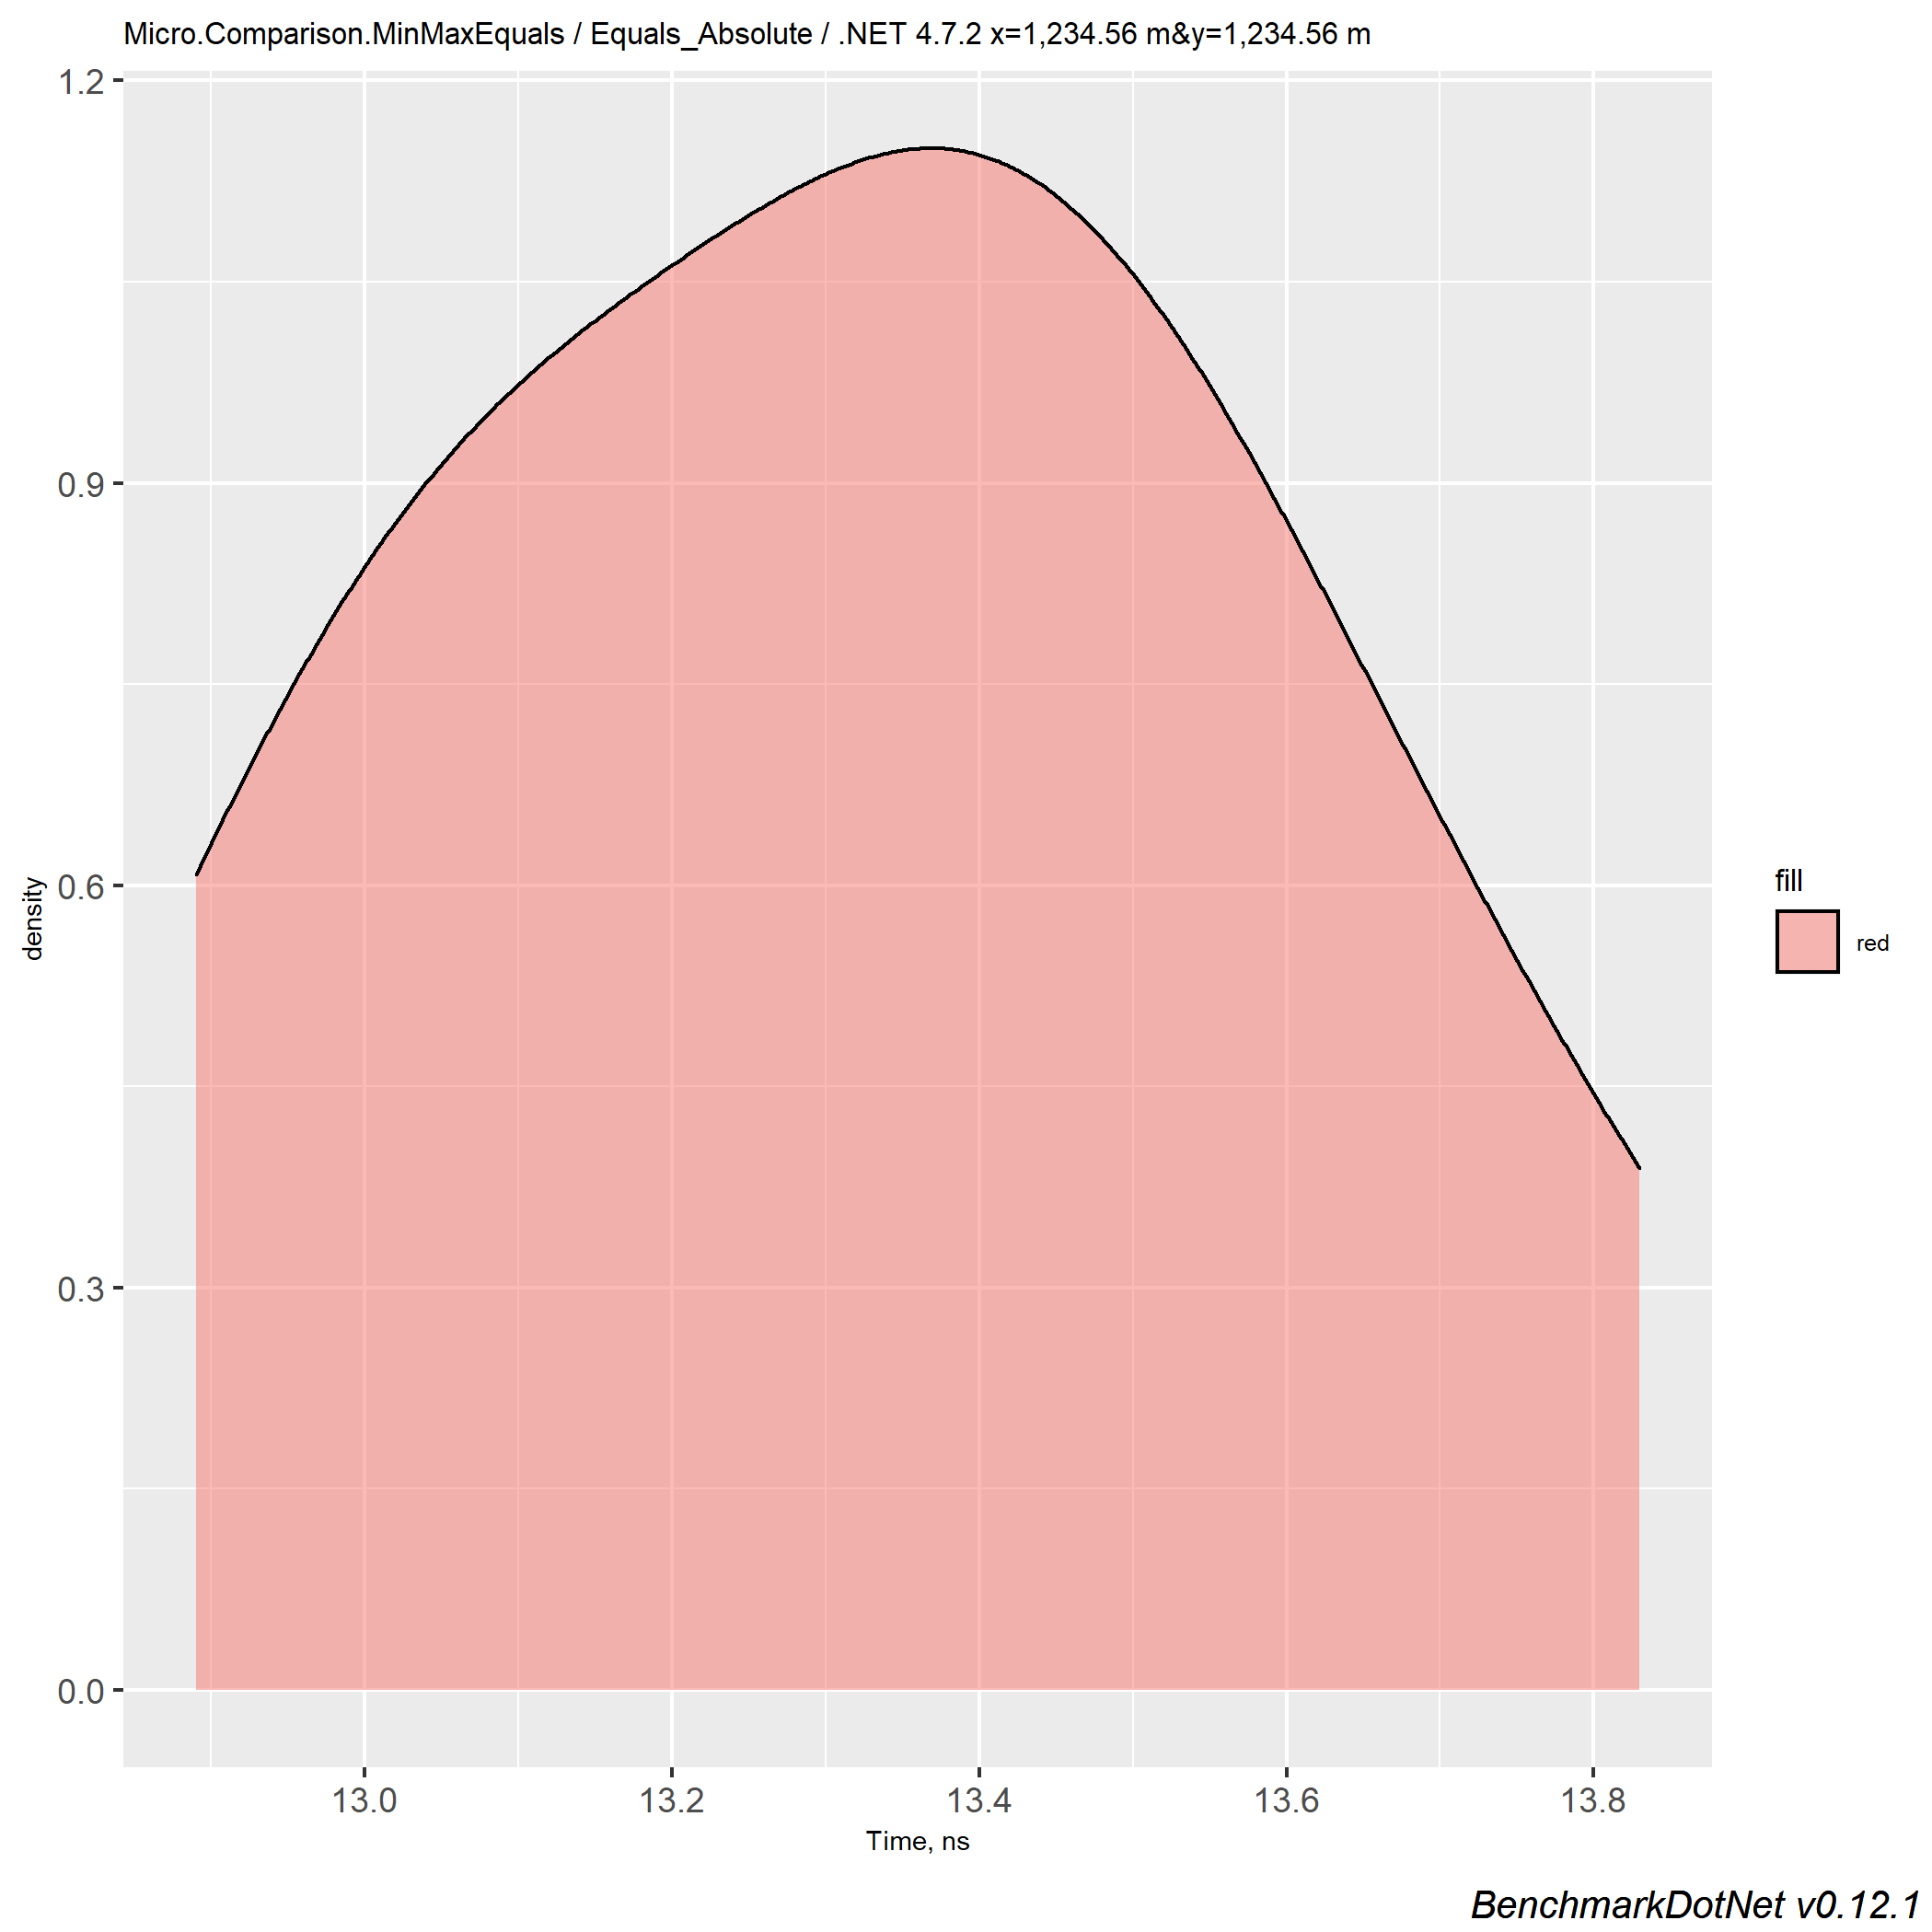 Micro.Comparison.MinMaxEquals / Equals_Absolute / .NET 4.7.2 x=1,234.56 m&y=1,234.56 m
1.2
0.9
0.6
0.3
0.0
density
13.0 13.2 13.4 13.6 13.8
Time, ns
fill
red
BenchmarkDotNet v0.12.1